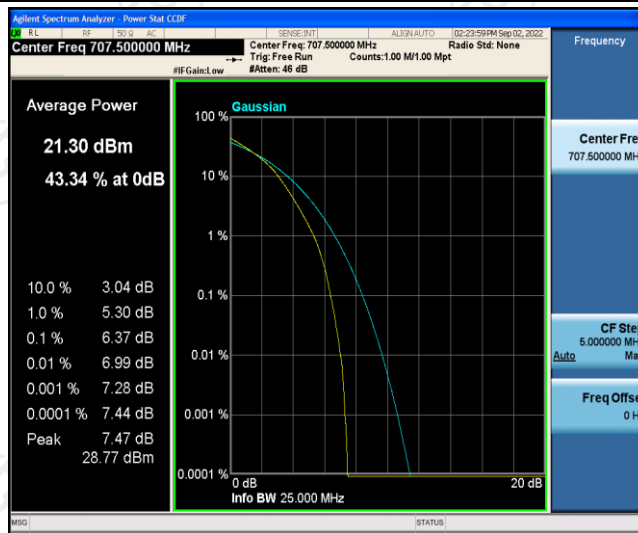 Agilent Spectrum Analyzer - Power Stat CCDF
RL RF 50 Ω AC SENSE:INT ALIGN AUTO 02:23:59 PM Sep 02, 2022
Center Freq 707.500000 MHz
Center Freq: 707.500000 MHz Radio Std: None
Trig: Free Run Counts:1.00 M/1.00 Mpt
#IFGain:Low #Atten: 46 dB
Frequency
Average Power
21.30 dBm
43.34 % at 0dB
10.0 % 3.04 dB
1.0 % 5.30 dB
0.1 % 6.37 dB
0.01 % 6.99 dB
0.001 % 7.28 dB
0.0001 % 7.44 dB
Peak 7.47 dB
28.77 dBm
Gaussian
100 %
10 %
1 %
0.1 %
0.01 %
0.001 %
0.0001 %
0 dB 20 dB
Info BW 25.000 MHz
Center Fre
707.500000 MH
CF Ste
5.000000 MH
Auto Ma
Freq Offse
0 H
MSG STATUS